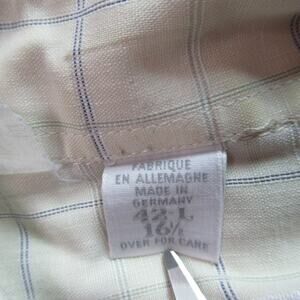 FABRIQUE
EN ALLEMAGNE
MADE IN
GERMANY
42-L
16½
OVER FOR CARE